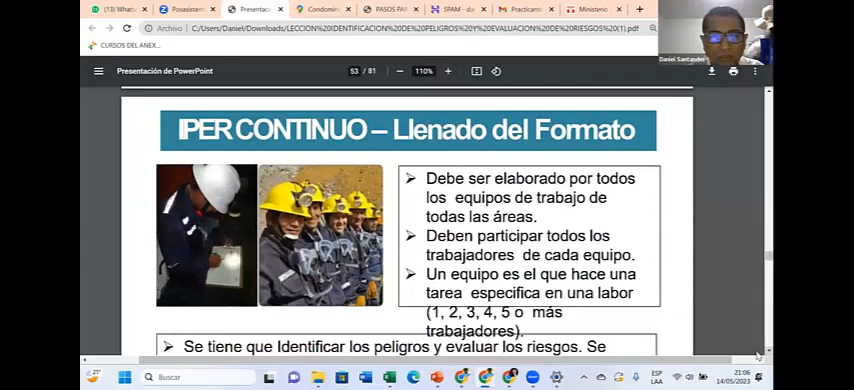 (13) Whats
Posasistem
Presentaci
Condomini
PASOS PAR
SPAM - da
Practicant
Ministerio
Archivo
C:/Users/Daniel/Downloads/LECCION%20IDENTIFICACION%20DE%20PELIGROS%20Y%20EVALUACION%20DE%20RIESGOS%20(1).pdf
CURSOS DEL ANEX...
Daniel Santander
Presentación de PowerPoint
53 / 81
110%
IPER CONTINUO – Llenado del Formato
➢ Debe ser elaborado por todos
los equipos de trabajo de
todas las áreas.
➢ Deben participar todos los
trabajadores de cada equipo.
➢ Un equipo es el que hace una
tarea especifica en una labor
(1, 2, 3, 4, 5 o más
trabajadores).
➢ Se tiene que Identificar los peligros y evaluar los riesgos. Se
21°
Buscar
ESP
LAA
21:06
14/05/2023